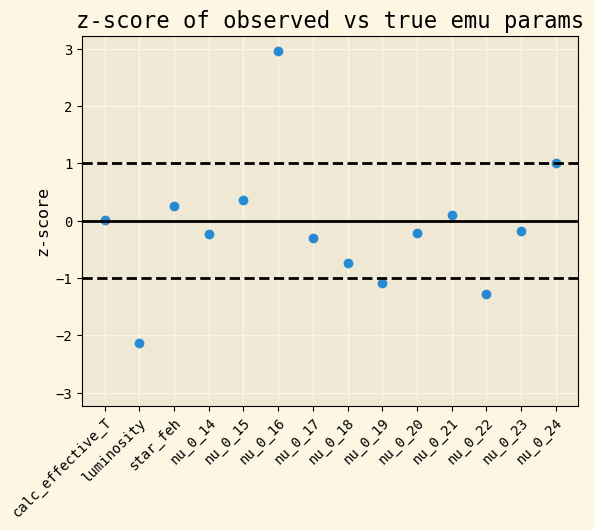 z-score of observed vs true emu params
3
2
1
0
−1
−2
−3
z-score
calc_effective_T
luminosity
star_feh
nu_0_14
nu_0_15
nu_0_16
nu_0_17
nu_0_18
nu_0_19
nu_0_20
nu_0_21
nu_0_22
nu_0_23
nu_0_24